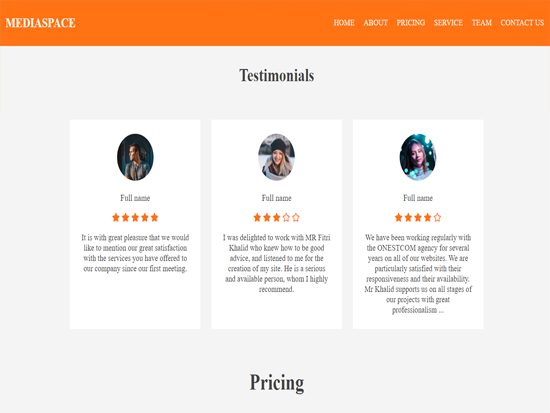 MEDIASPACE
HOME ABOUT PRICING SERVICE TEAM CONTACT US
Testimonials
Full name
It is with great pleasure that we would
like to mention our great satisfaction
with the services you have offered to
our company since our first meeting.
Full name
I was delighted to work with MR Fitri
Khalid who knew how to be good
advice, and listened to me for the
creation of my site. He is a serious
and available person, whom I highly
recommend.
Full name
We have been working regularly with
the ONESTCOM agency for several
years on all of our websites. We are
particularly satisfied with their
responsiveness and their availability.
Mr Khalid supports us on all stages of
our projects with great
professionalism ...
Pricing